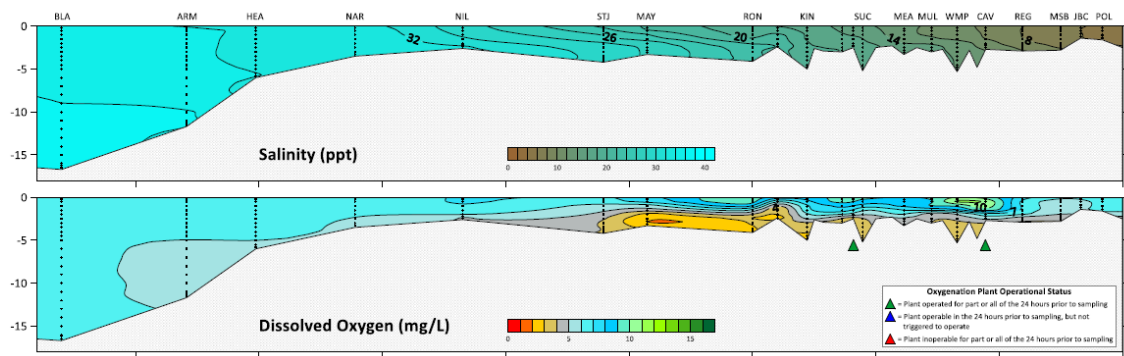 BLA ARM HEA NAR NIL STJ MAY RON KIN SUC MEA MUL WMP CAV REG MSB JBC POL
0
-5
-10
-15
32 26 20 14 8
Salinity (ppt)
0 10 20 30 40
0
-5
-10
-15
4 10 7
Dissolved Oxygen (mg/L)
0 5 10 15
Oxygenation Plant Operational Status
= Plant operated for part or all of the 24 hours prior to sampling
= Plant operable in the 24 hours prior to sampling, but not
triggered to operate
= Plant inoperable for part or all of the 24 hours prior to sampling